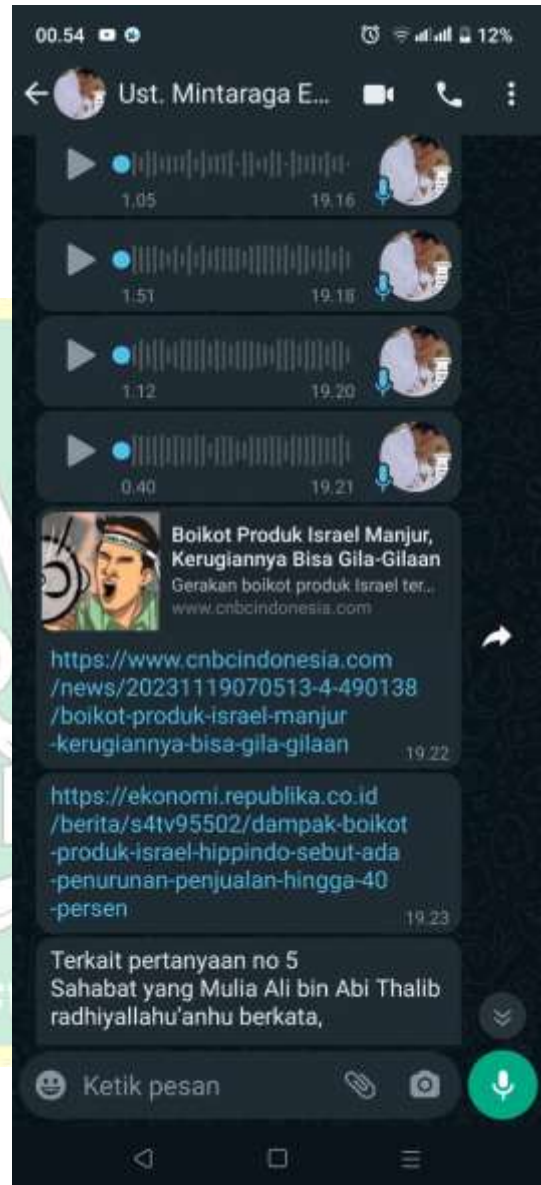 00.54
12%
Ust. Mintaraga E...
1.05 19.16
1.51 19.18
1.12 19.20
0.40 19.21
Boikot Produk Israel Manjur,
Kerugiannya Bisa Gila-Gilaan
Gerakan boikot produk Israel ter...
www.cnbcindonesia.com
https://www.cnbcindonesia.com
/news/20231119070513-4-490138
/boikot-produk-israel-manjur
-kerugiannya-bisa-gila-gilaan 19.22
https://ekonomi.republika.co.id
/berita/s4tv95502/dampak-boikot
-produk-israel-hippindo-sebut-ada
-penurunan-penjualan-hingga-40
-persen 19.23
Terkait pertanyaan no 5
Sahabat yang Mulia Ali bin Abi Thalib
radhiyallahu'anhu berkata,
Ketik pesan